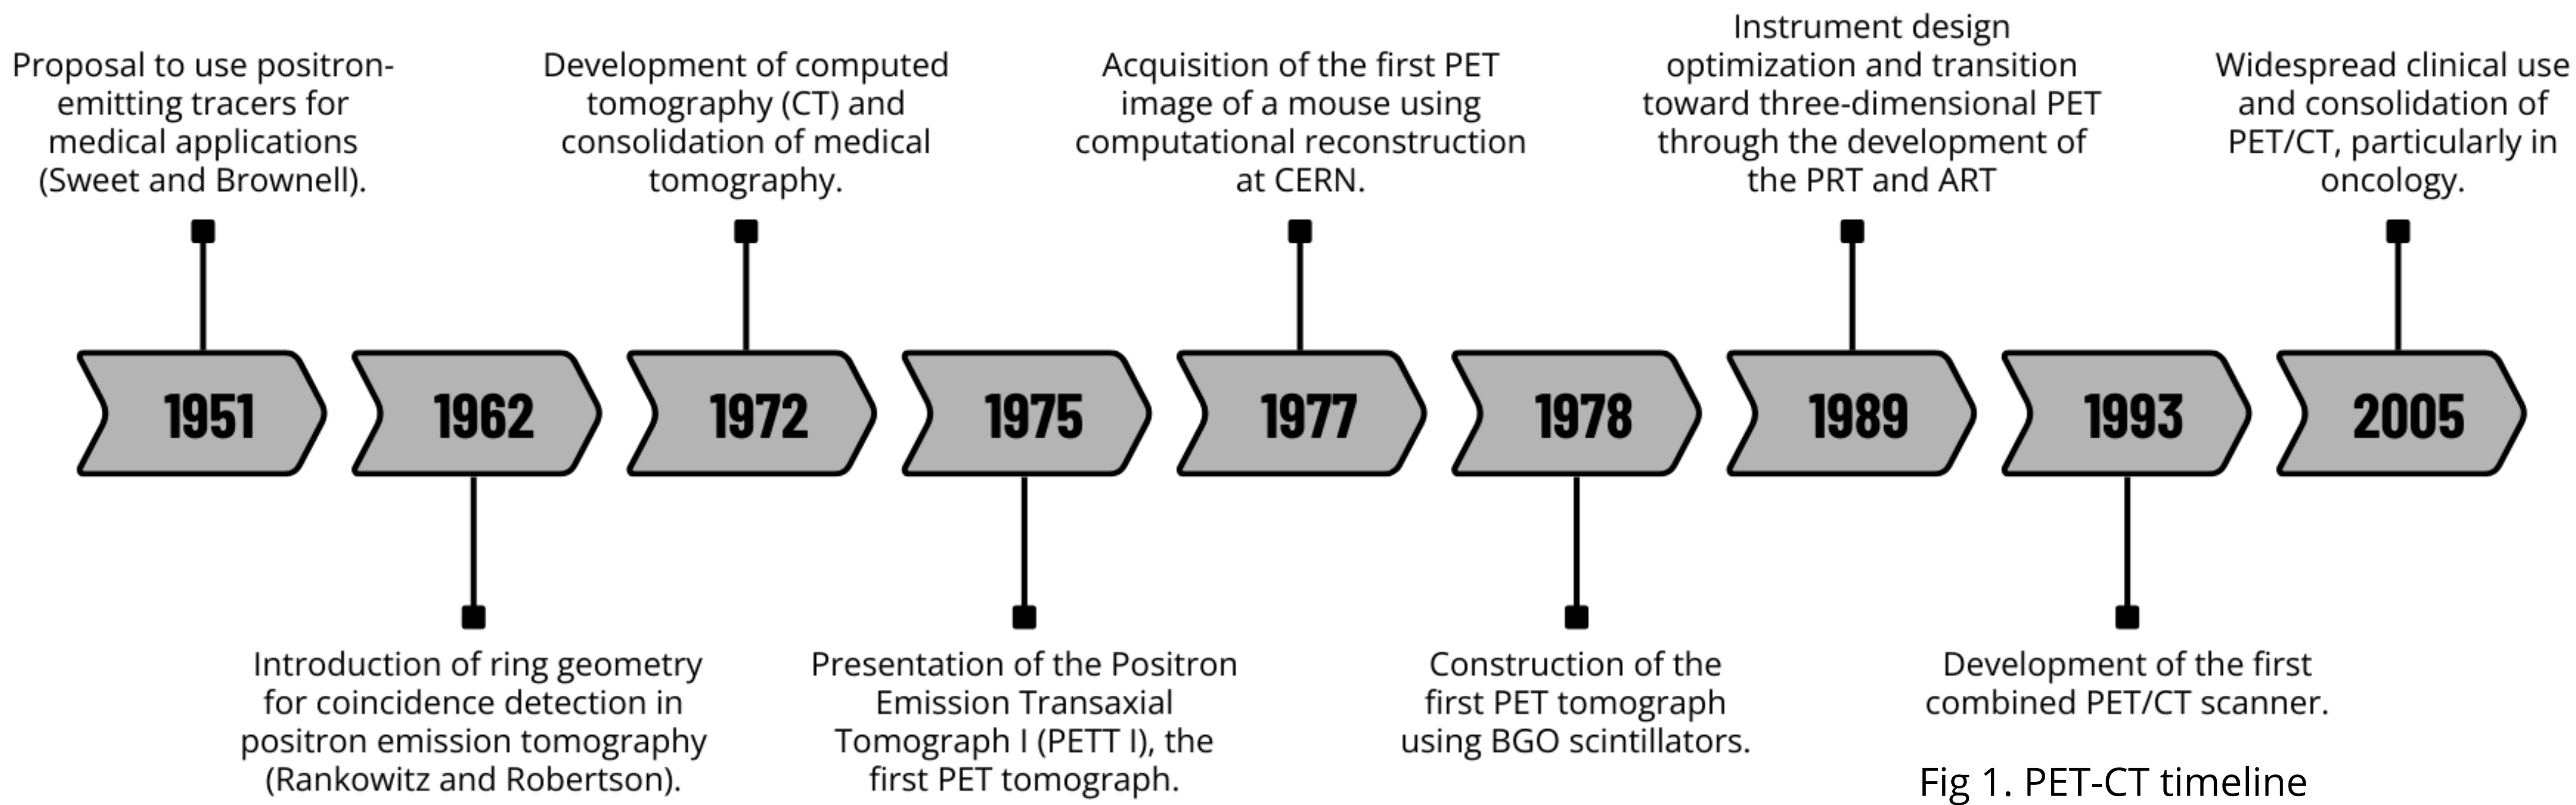 Proposal to use positron-
emitting tracers for
medical applications
(Sweet and Brownell).
Development of computed
tomography (CT) and
consolidation of medical
tomography.
Acquisition of the first PET
image of a mouse using
computational reconstruction
at CERN.
Instrument design
optimization and transition
toward three-dimensional PET
through the development of
the PRT and ART
Widespread clinical use
and consolidation of
PET/CT, particularly in
oncology.
1951
1962
1972
1975
1977
1978
1989
1993
2005
Introduction of ring geometry
for coincidence detection in
positron emission tomography
(Rankowitz and Robertson).
Presentation of the Positron
Emission Transaxial
Tomograph I (PETT I), the
first PET tomograph.
Construction of the
first PET tomograph
using BGO scintillators.
Development of the first
combined PET/CT scanner.
Fig 1. PET-CT timeline